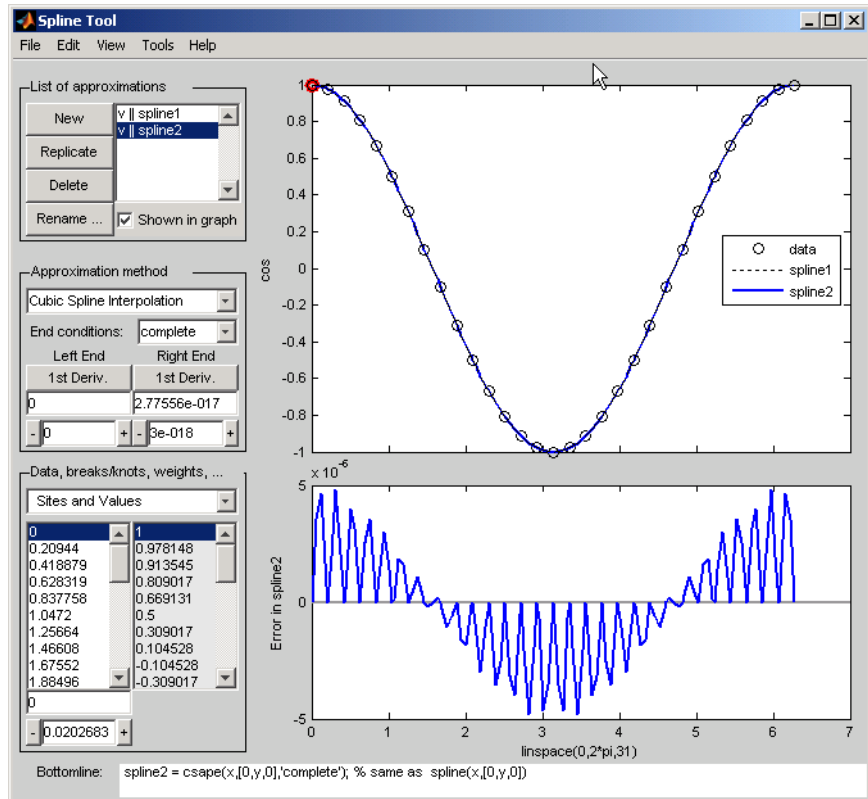 Spline Tool
File Edit View Tools Help
List of approximations
New
Replicate
Delete
Rename ...
v || spline1
v || spline2
Shown in graph
Approximation method
Cubic Spline Interpolation
End conditions: complete
Left End Right End
1st Deriv. 1st Deriv.
0 2.77556e-017
- 0 + - 3e-018 +
Data, breaks/knots, weights, ...
Sites and Values
0 1
0.20944 0.978148
0.418879 0.913545
0.628319 0.809017
0.837758 0.669131
1.0472 0.5
1.25664 0.309017
1.46608 0.104528
1.67552 -0.104528
1.88496 -0.309017
0
- 0.0202683 +
1
0.8
0.6
0.4
0.2
0
-0.2
-0.4
-0.6
-0.8
-1
cos
data
spline1
spline2
x 10^-6
5
0
-5
Error in spline2
0 1 2 3 4 5 6 7
linspace(0,2*pi,31)
Bottomline: spline2 = csape(x,[0,y,0],'complete'); % same as spline(x,[0,y,0])